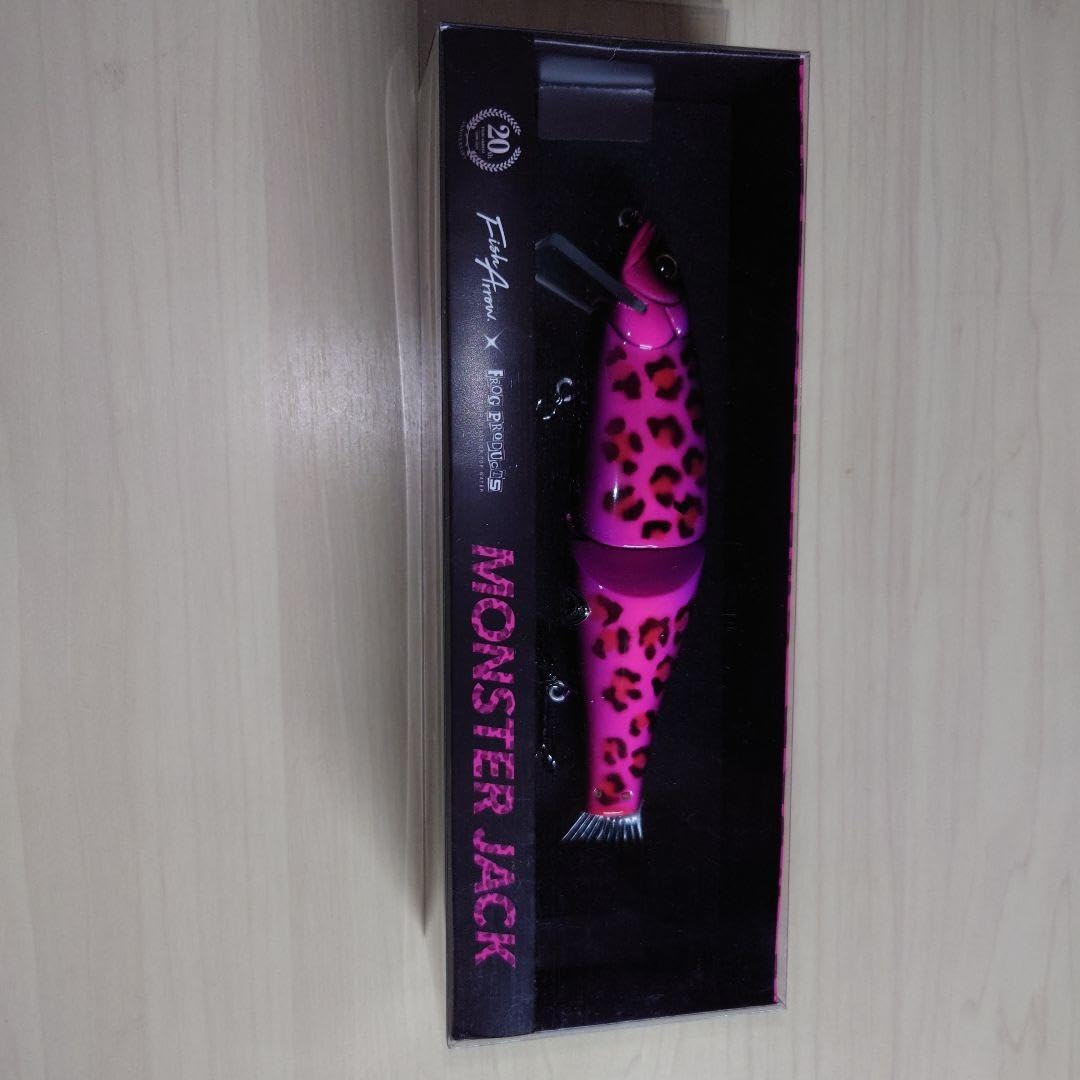 20th
Fish Arrow. × FROG PRODUCTS
MONSTER JACK